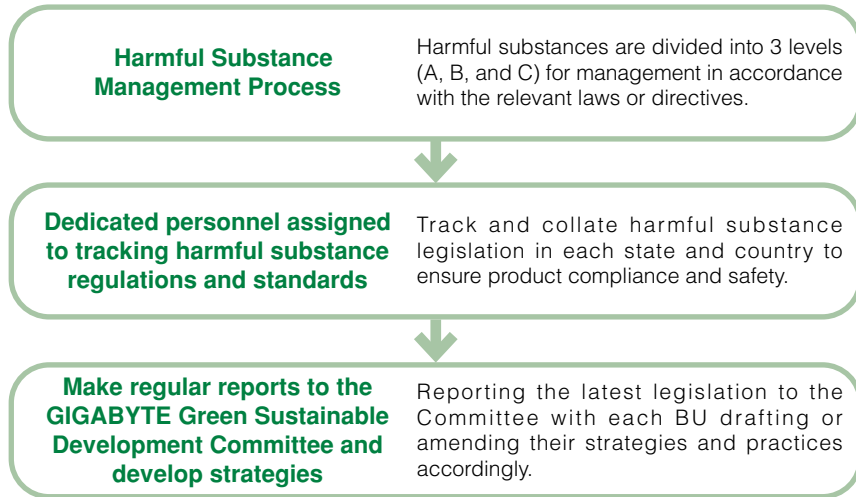 Harmful Substance
Management Process
Harmful substances are divided into 3 levels
(A, B, and C) for management in accordance
with the relevant laws or directives.
Dedicated personnel assigned
to tracking harmful substance
regulations and standards
Track and collate harmful substance
legislation in each state and country to
ensure product compliance and safety.
Make regular reports to the
GIGABYTE Green Sustainable
Development Committee and
develop strategies
Reporting the latest legislation to the
Committee with each BU drafting or
amending their strategies and practices
accordingly.